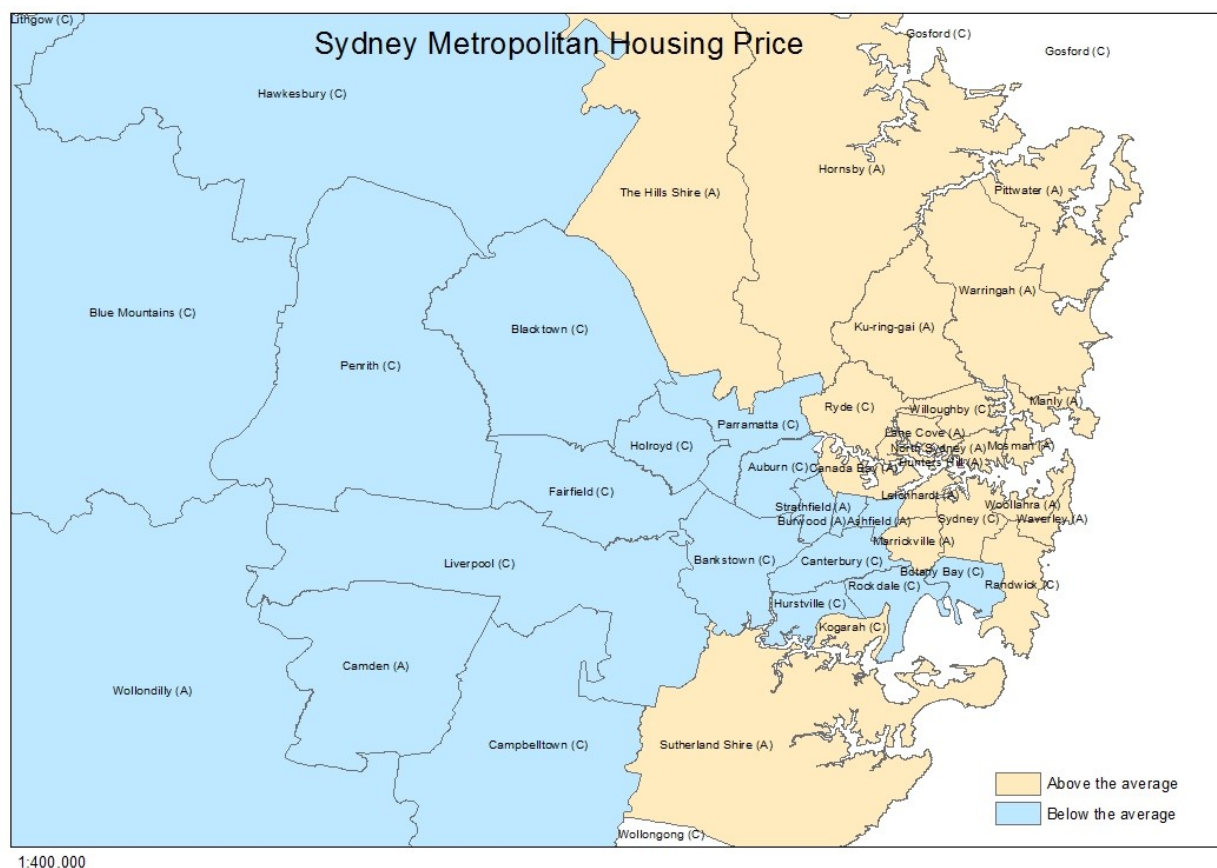 Lithgow (C)
Sydney Metropolitan Housing Price
Gosford (C)
Gosford (C)
Hawkesbury (C)
Hornsby (A)
The Hills Shire (A)
Pittwater (A)
Warringah (A)
Blue Mountains (C)
Blacktown (C)
Ku-ring-gai (A)
Penrith (C)
Manly (A)
Ryde (C)
Willoughby (C)
Parramatta (C)
Lane Cove (A)
Holroyd (C)
North Sydney (A)
Mosman (A)
Hunters Hill (A)
Auburn (C)
Canada Bay (A)
Fairfield (C)
Leichhardt (A)
Strathfield (A)
Woollahra (A)
Burwood (A)
Ashfield (A)
Sydney (C)
Waverley (A)
Marrickville (A)
Liverpool (C)
Bankstown (C)
Canterbury (C)
Botany Bay (C)
Rockdale (C)
Randwick (C)
Hurstville (C)
Kogarah (C)
Camden (A)
Wollondilly (A)
Campbelltown (C)
Sutherland Shire (A)
Above the average
Below the average
Wollongong (C)
1:400,000